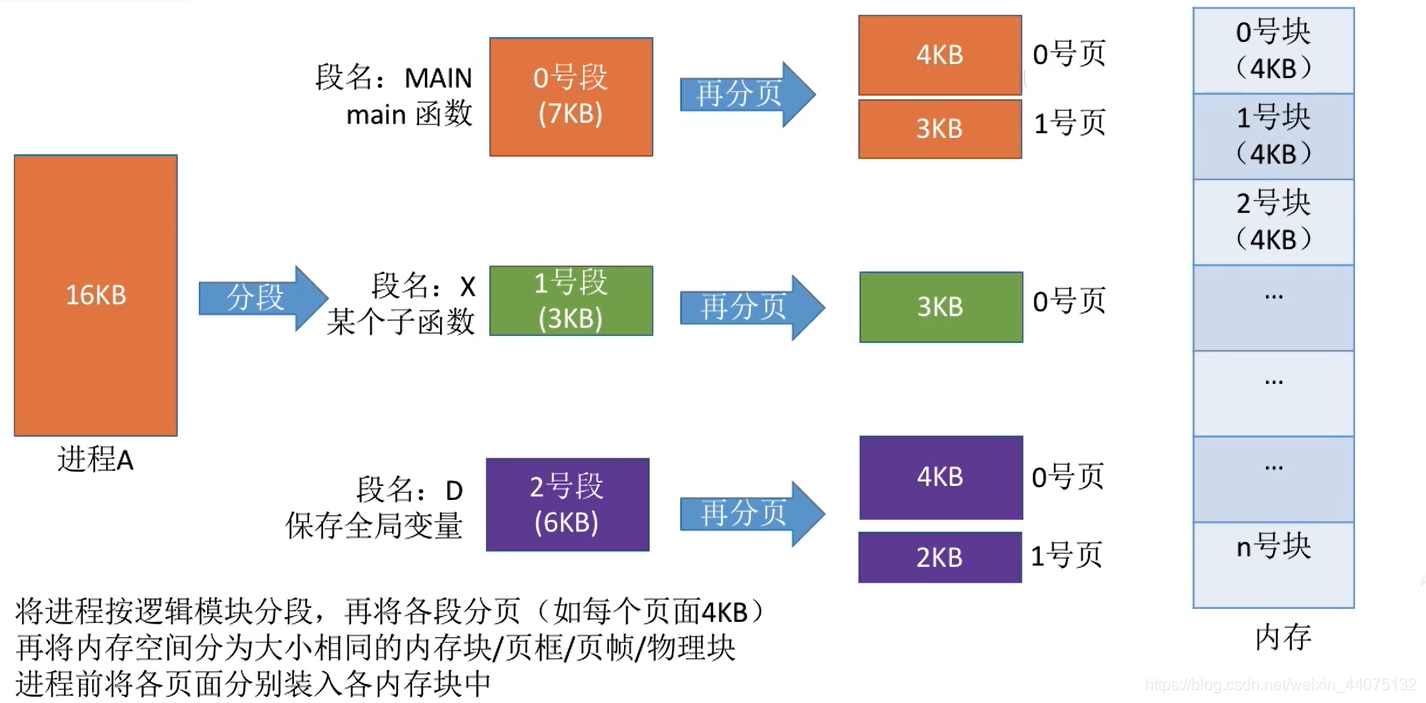 段名：MAIN
main 函数
0号段
(7KB)
再分页
4KB
0号页
3KB
1号页
0号块
（4KB）
1号块
（4KB）
2号块
（4KB）
...
...
...
n号块
内存
16KB
进程A
分段
段名：X
某个子函数
1号段
(3KB)
再分页
3KB
0号页
段名：D
保存全局变量
2号段
(6KB)
再分页
4KB
0号页
2KB
1号页
将进程按逻辑模块分段，再将各段分页（如每个页面4KB）
再将内存空间分为大小相同的内存块/页框/页帧/物理块
进程前将各页面分别装入各内存块中
https://blog.csdn.net/weixin_44075132